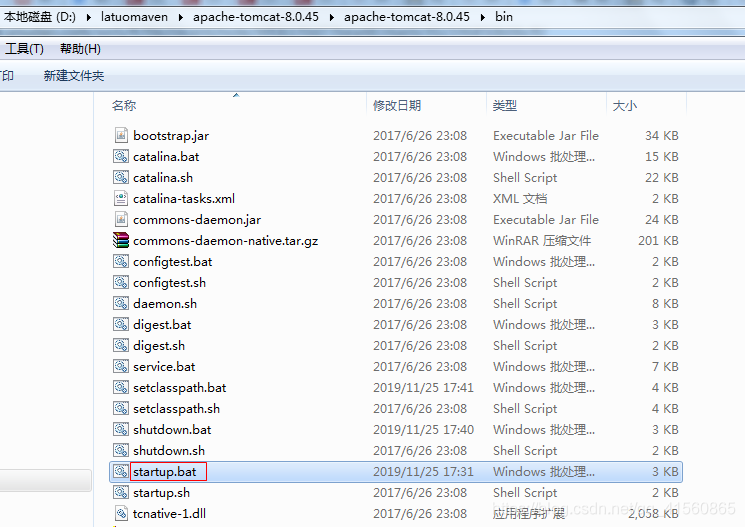 本地磁盘 (D:) ▸ latuomaven ▸ apache-tomcat-8.0.45 ▸ apache-tomcat-8.0.45 ▸ bin
工具(T) 帮助(H)
印 新建文件夹
名称 修改日期 类型 大小
bootstrap.jar 2017/6/26 23:08 Executable Jar File 34 KB
catalina.bat 2017/6/26 23:08 Windows 批处理... 15 KB
catalina.sh 2017/6/26 23:08 Shell Script 22 KB
catalina-tasks.xml 2017/6/26 23:08 XML 文档 2 KB
commons-daemon.jar 2017/6/26 23:08 Executable Jar File 24 KB
commons-daemon-native.tar.gz 2017/6/26 23:08 WinRAR 压缩文件 201 KB
configtest.bat 2017/6/26 23:08 Windows 批处理... 2 KB
configtest.sh 2017/6/26 23:08 Shell Script 2 KB
daemon.sh 2017/6/26 23:08 Shell Script 8 KB
digest.bat 2017/6/26 23:08 Windows 批处理... 3 KB
digest.sh 2017/6/26 23:08 Shell Script 2 KB
service.bat 2017/6/26 23:08 Windows 批处理... 7 KB
setclasspath.bat 2019/11/25 17:41 Windows 批处理... 4 KB
setclasspath.sh 2017/6/26 23:08 Shell Script 4 KB
shutdown.bat 2019/11/25 17:40 Windows 批处理... 3 KB
shutdown.sh 2017/6/26 23:08 Shell Script 2 KB
startup.bat 2019/11/25 17:31 Windows 批处理... 3 KB
startup.sh 2017/6/26 23:08 Shell Script 2 KB
tcnative-1.dll 2017/6/26 23:08 应用程序扩展 2,058 KB